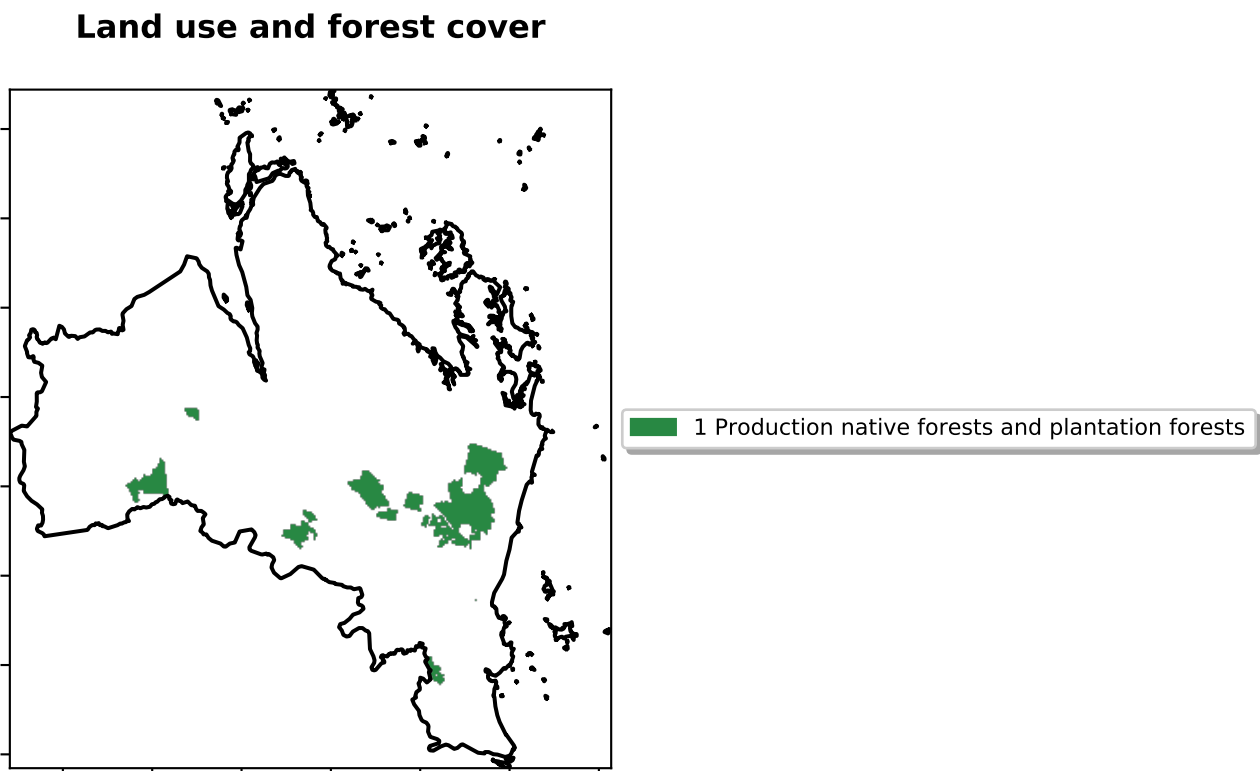 Land use and forest cover
1 Production native forests and plantation forests